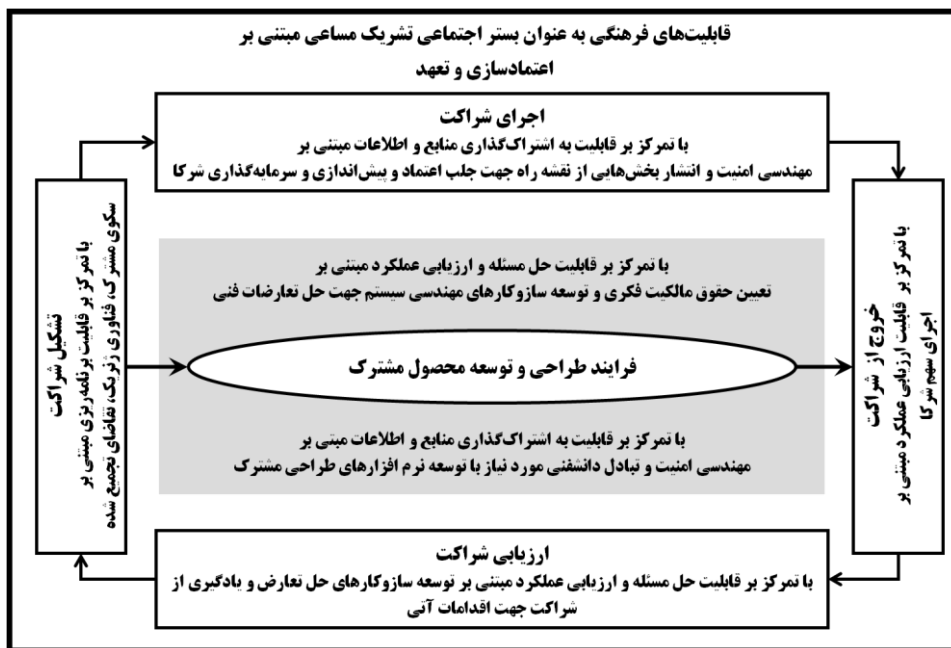 قابلیت‌های فرهنگی به عنوان بستر اجتماعی تشریک مساعی مبتنی بر
اعتمادسازی و تعهد
اجرای شراکت
با تمرکز بر قابلیت به اشتراک‌گذاری منابع و اطلاعات مبتنی بر
مهندسی امنیت و انتشار بخش‌هایی از نقشه راه جهت جلب اعتماد و پیش‌اندازی و سرمایه‌گذاری شرکا
تشکیل شراکت
با تمرکز بر قابلیت برنامه‌ریزی مبتنی بر
سکوی مشترک، فناوری ژنریک، تقاضای تجمیع شده
با تمرکز بر قابلیت حل مسئله و ارزیابی عملکرد مبتنی بر
تعیین حقوق مالکیت فکری و توسعه سازوکارهای مهندسی سیستم جهت حل تعارضات فنی
فرایند طراحی و توسعه محصول مشترک
با تمرکز بر قابلیت به اشتراک‌گذاری منابع و اطلاعات مبتی بر
مهندسی امنیت و تبادل دانشفنی مورد نیاز با توسعه نرم افزارهای طراحی مشترک
خروج از شراکت
با تمرکز بر قابلیت ارزیابی عملکرد مبتنی بر
اجرای سهم شرکا
ارزیابی شراکت
با تمرکز بر قابلیت حل مسئله و ارزیابی عملکرد مبتنی بر توسعه سازوکارهای حل تعارض و یادگیری از
شراکت جهت اقدامات آتی